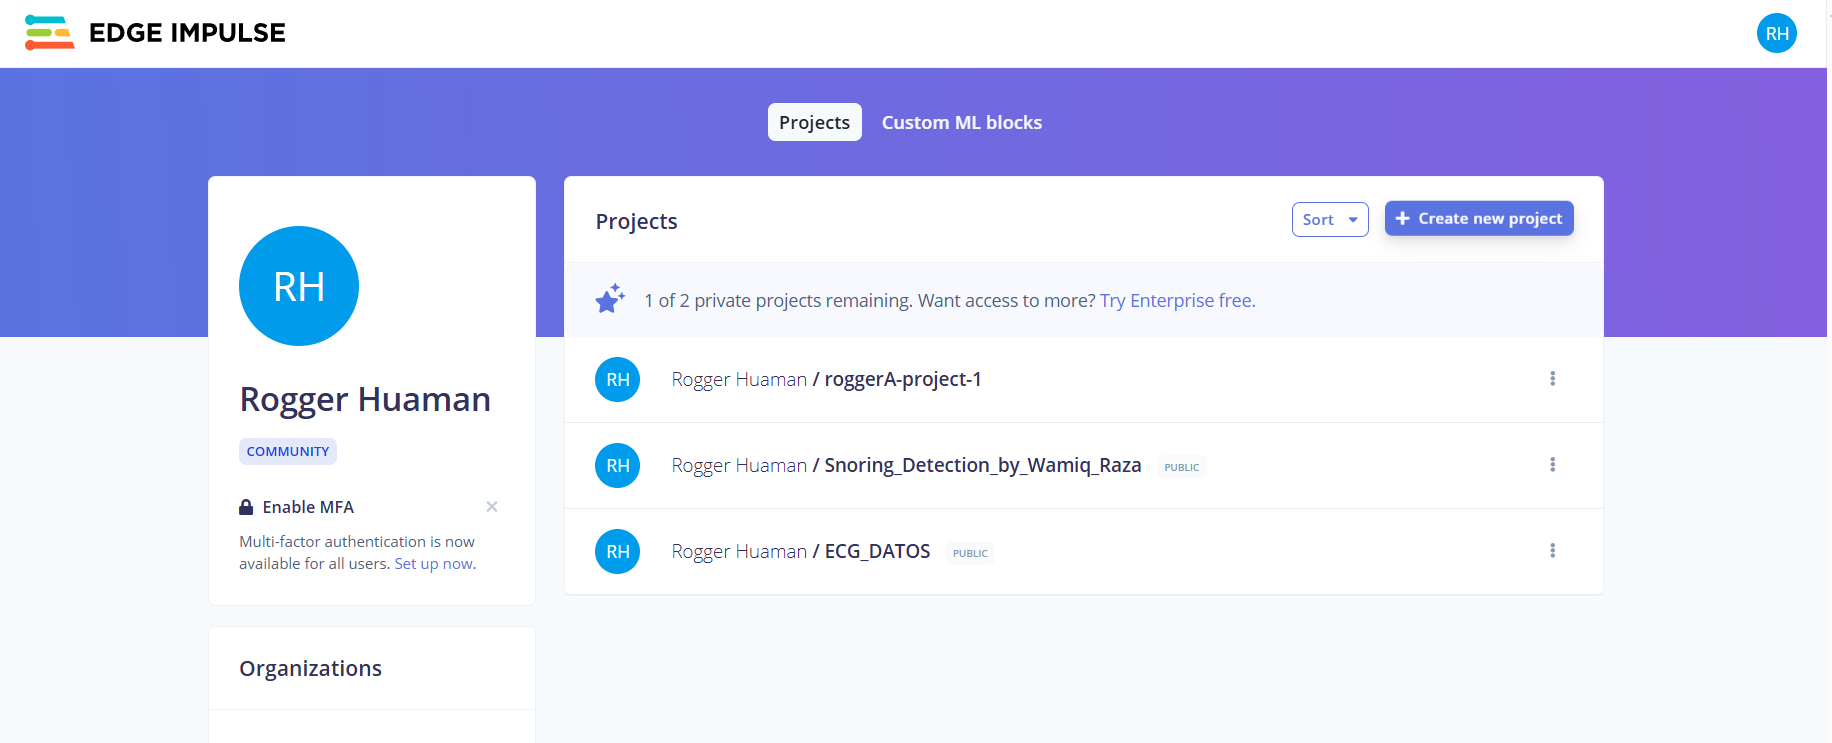 EDGE IMPULSE
RH
Projects
Custom ML blocks
RH
Rogger Huaman
COMMUNITY
Enable MFA
Multi-factor authentication is now
available for all users. Set up now.
Organizations
Projects
Sort
+ Create new project
1 of 2 private projects remaining. Want access to more? Try Enterprise free.
RH
Rogger Huaman / roggerA-project-1
RH
Rogger Huaman / Snoring_Detection_by_Wamiq_Raza PUBLIC
RH
Rogger Huaman / ECG_DATOS PUBLIC